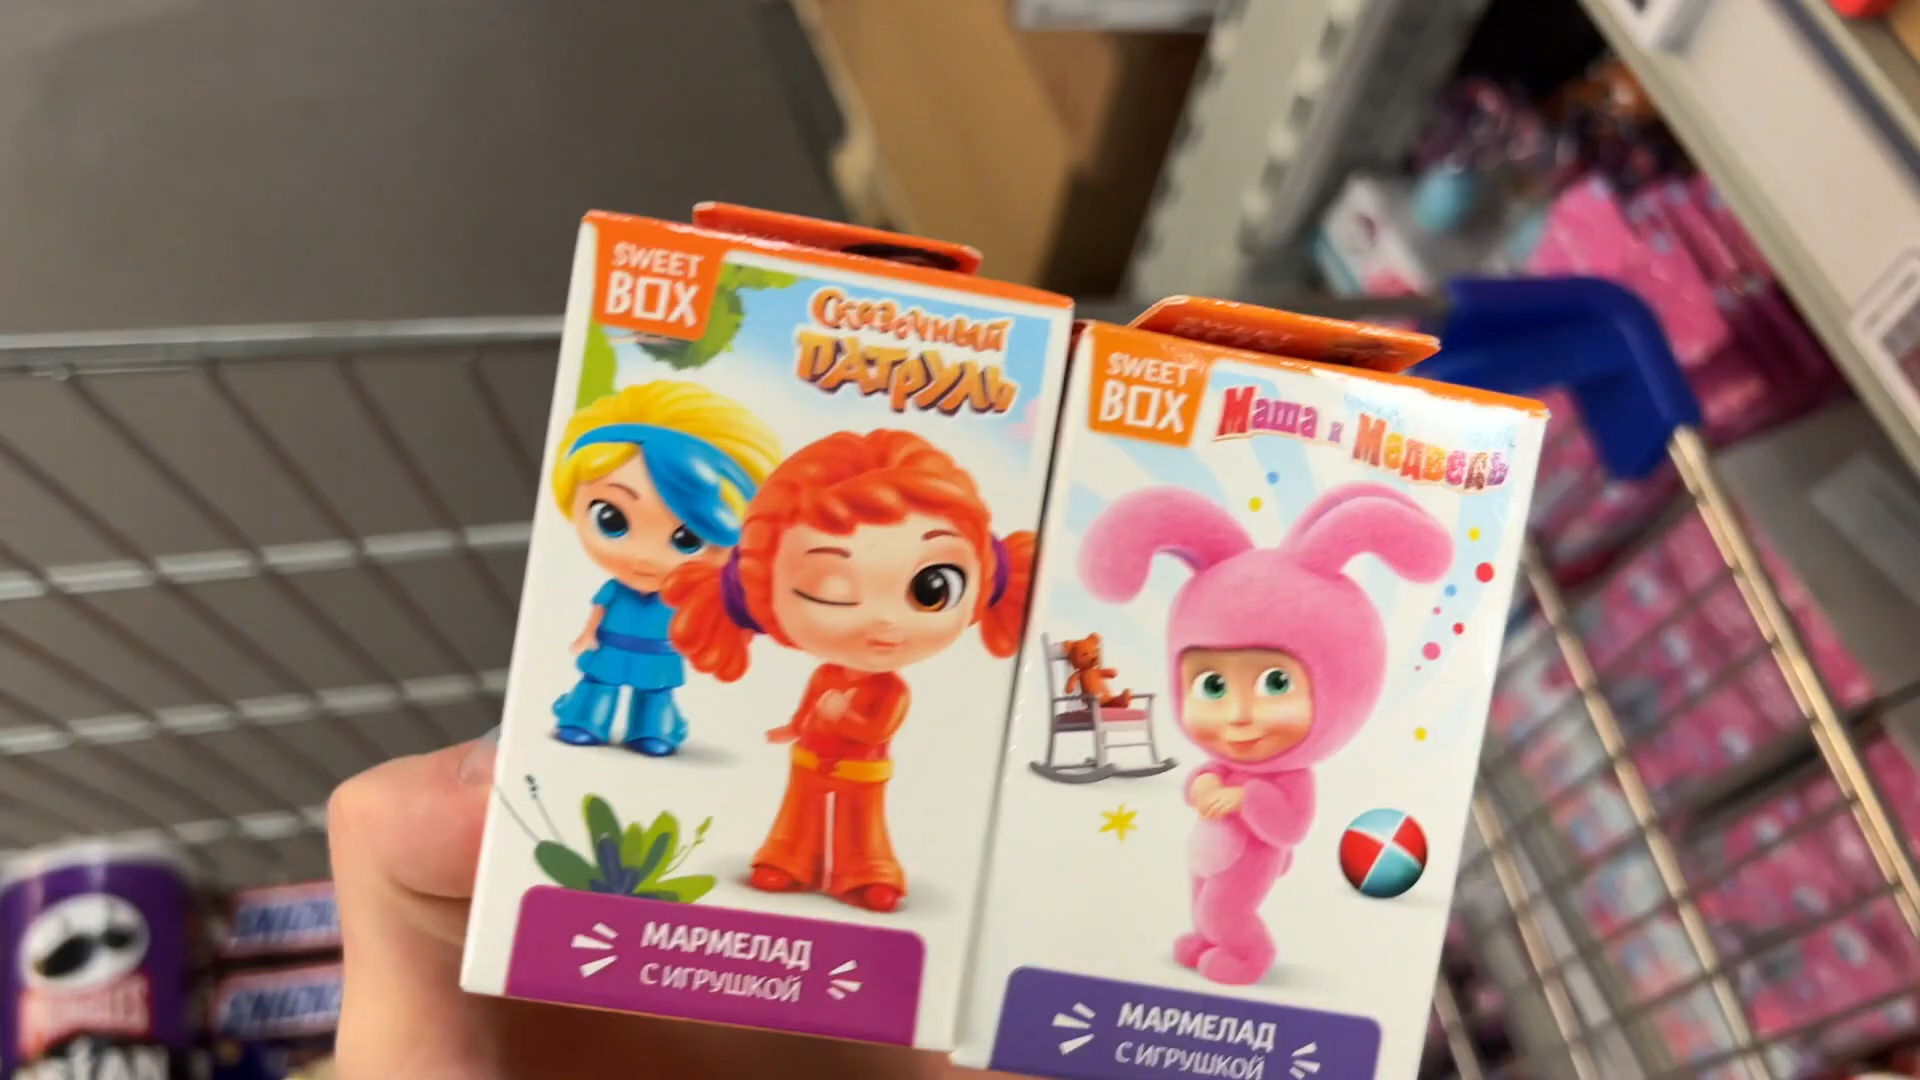 SWEET
BOX
Сказочный
ПАТРУЛЬ
МАРМЕЛАД
С ИГРУШКОЙ
SWEET
BOX
Маша и Медведь
МАРМЕЛАД
С ИГРУШКОЙ